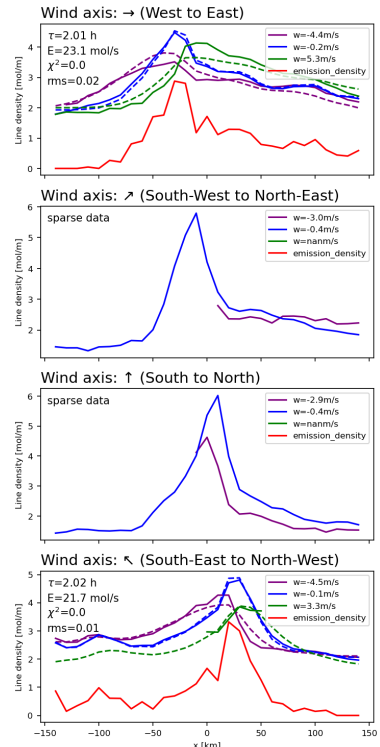 Wind axis: → (West to East)
τ=2.01 h
E=23.1 mol/s
χ²=0.0
rms=0.02
w=-4.4m/s
w=-0.2m/s
w=5.3m/s
emission_density
Line density [mol/m]
4
3
2
1
0
Wind axis: ↗ (South-West to North-East)
sparse data
w=-3.0m/s
w=-0.4m/s
w=nanm/s
emission_density
Line density [mol/m]
6
5
4
3
2
Wind axis: ↑ (South to North)
sparse data
w=-2.9m/s
w=-0.4m/s
w=nanm/s
emission_density
Line density [mol/m]
6
5
4
3
2
Wind axis: ↖ (South-East to North-West)
τ=2.02 h
E=21.7 mol/s
χ²=0.0
rms=0.01
w=-4.5m/s
w=-0.1m/s
w=3.3m/s
emission_density
Line density [mol/m]
5
4
3
2
1
0
−150 −100 −50 0 50 100 150
x [km]